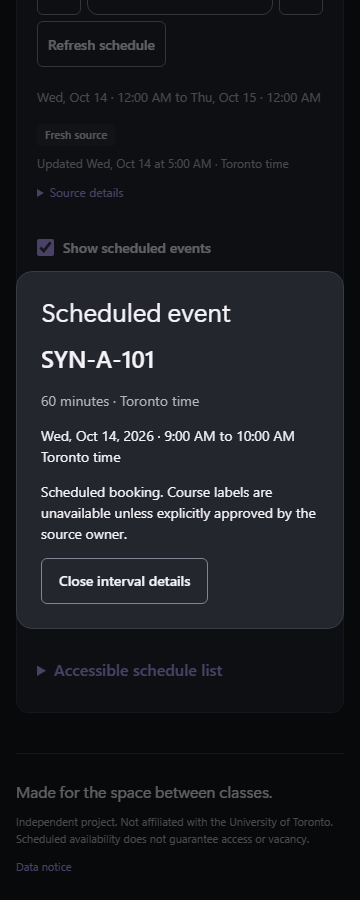 Refresh schedule
Wed, Oct 14 · 12:00 AM to Thu, Oct 15 · 12:00 AM
Fresh source
Updated Wed, Oct 14 at 5:00 AM · Toronto time
Source details
Show scheduled events
Scheduled event
SYN-A-101
60 minutes · Toronto time
Wed, Oct 14, 2026 · 9:00 AM to 10:00 AM
Toronto time
Scheduled booking. Course labels are
unavailable unless explicitly approved by the
source owner.
Close interval details
Accessible schedule list
Made for the space between classes.
Independent project. Not affiliated with the University of Toronto.
Scheduled availability does not guarantee access or vacancy.
Data notice